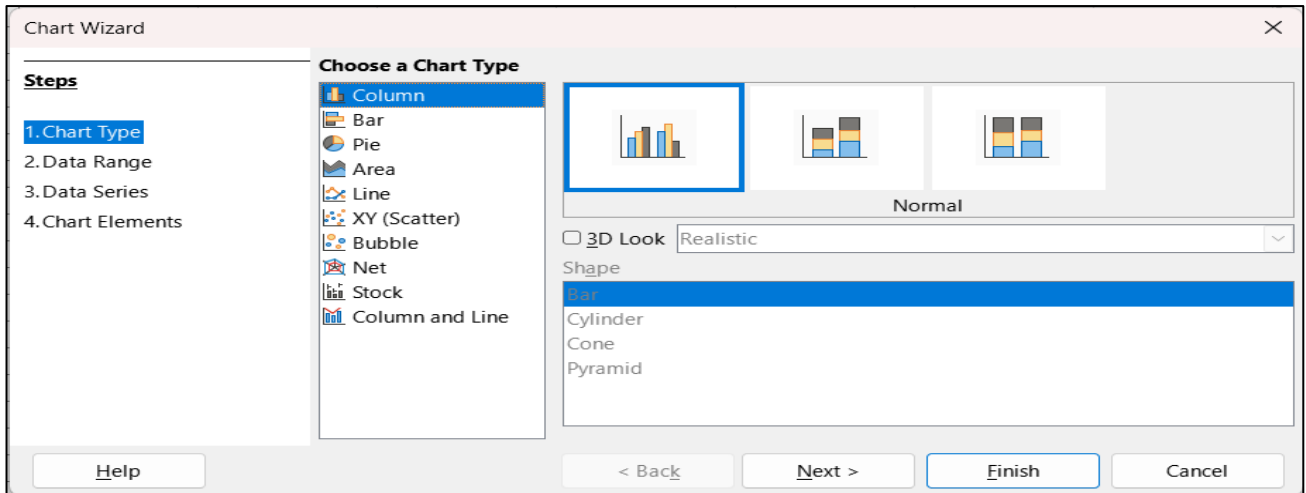 Chart Wizard
Steps
1.Chart Type
2.Data Range
3.Data Series
4.Chart Elements
Choose a Chart Type
Column
Bar
Pie
Area
Line
XY (Scatter)
Bubble
Net
Stock
Column and Line
Normal
3D Look Realistic
Shape
Bar
Cylinder
Cone
Pyramid
Help
< Back
Next >
Finish
Cancel